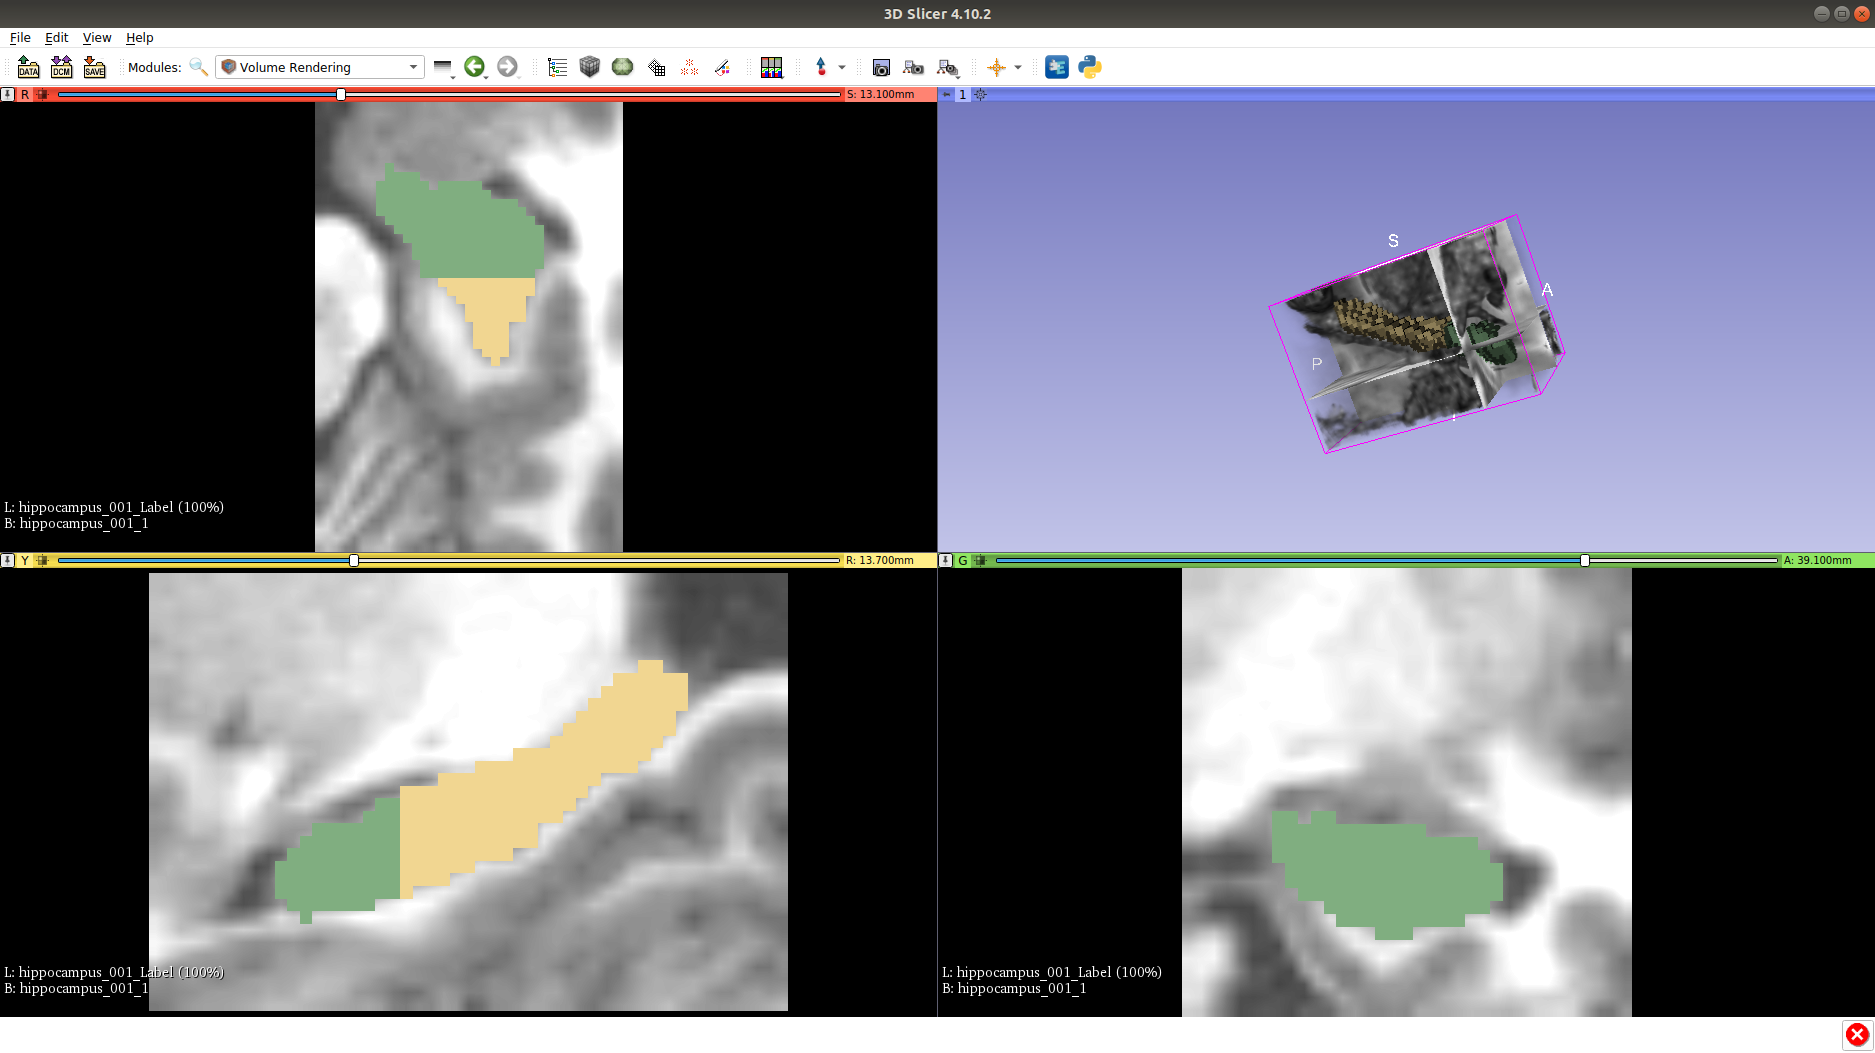 3D Slicer 4.10.2
File Edit View Help
DATA DCM SAVE Modules: Volume Rendering
R S: 13.100mm
1
S
A
P
L: hippocampus_001_Label (100%)
B: hippocampus_001_1
Y R: 13.700mm
G A: 39.100mm
L: hippocampus_001_Label (100%)
B: hippocampus_001_1
L: hippocampus_001_Label (100%)
B: hippocampus_001_1